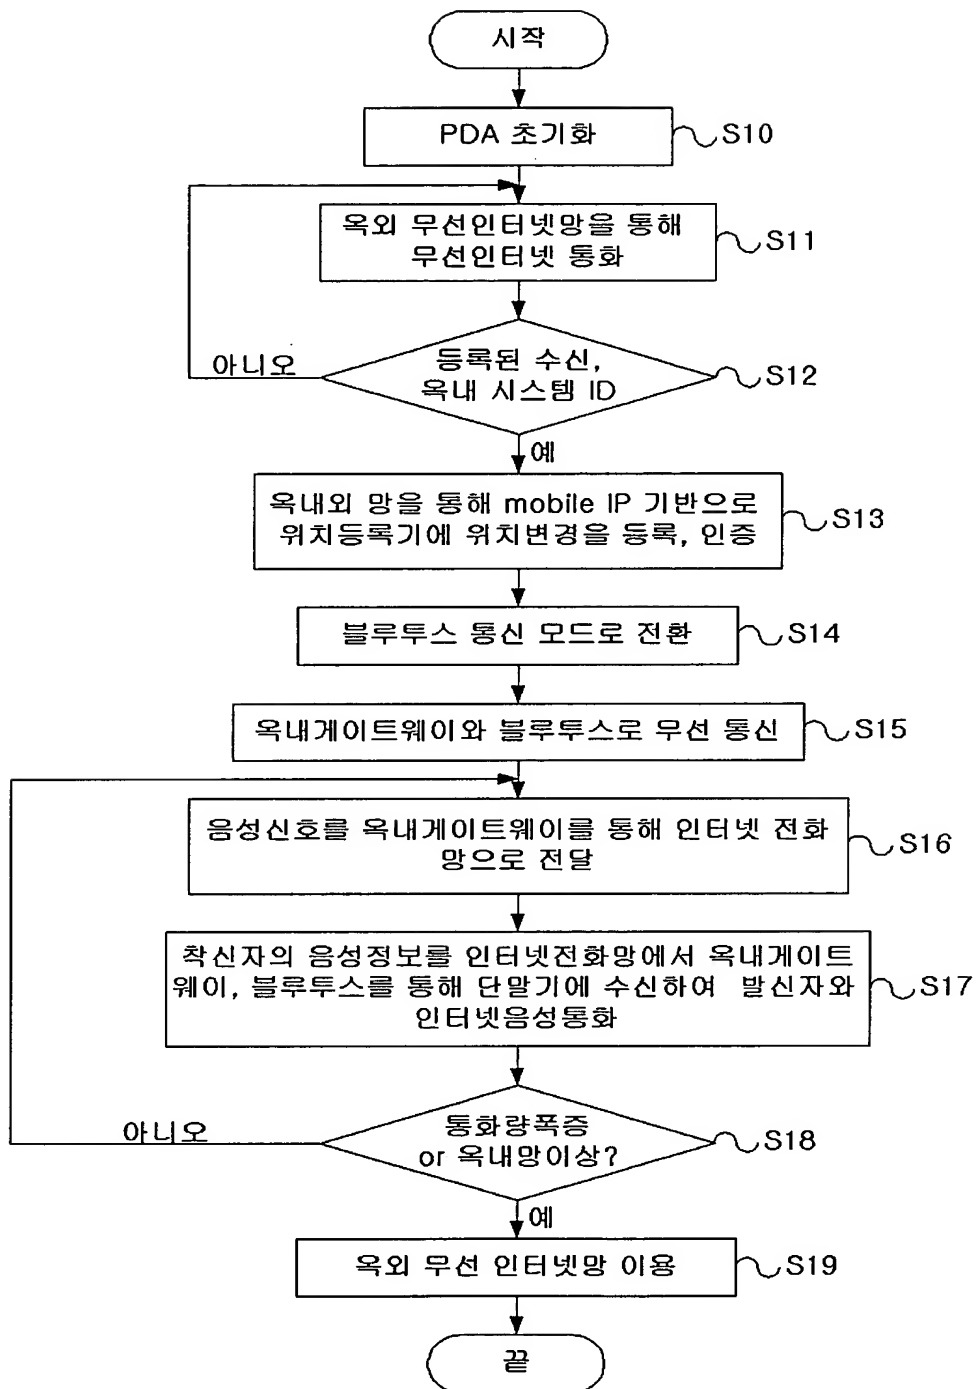 시작
PDA 초기화
S10
옥외 무선인터넷망을 통해
무선인터넷 통화
S11
등록된 수신,
옥내 시스템 ID
S12
아니오
예
옥내외 망을 통해 mobile IP 기반으로
위치등록기에 위치변경을 등록, 인증
S13
블루투스 통신 모드로 전환
S14
옥내게이트웨이와 블루투스로 무선 통신
S15
음성신호를 옥내게이트웨이를 통해 인터넷 전화
망으로 전달
S16
착신자의 음성정보를 인터넷전화망에서 옥내게이트
웨이, 블루투스를 통해 단말기에 수신하여 발신자와
인터넷음성통화
S17
통화량폭증
or 옥내망이상?
S18
아니오
예
옥외 무선 인터넷망 이용
S19
끝